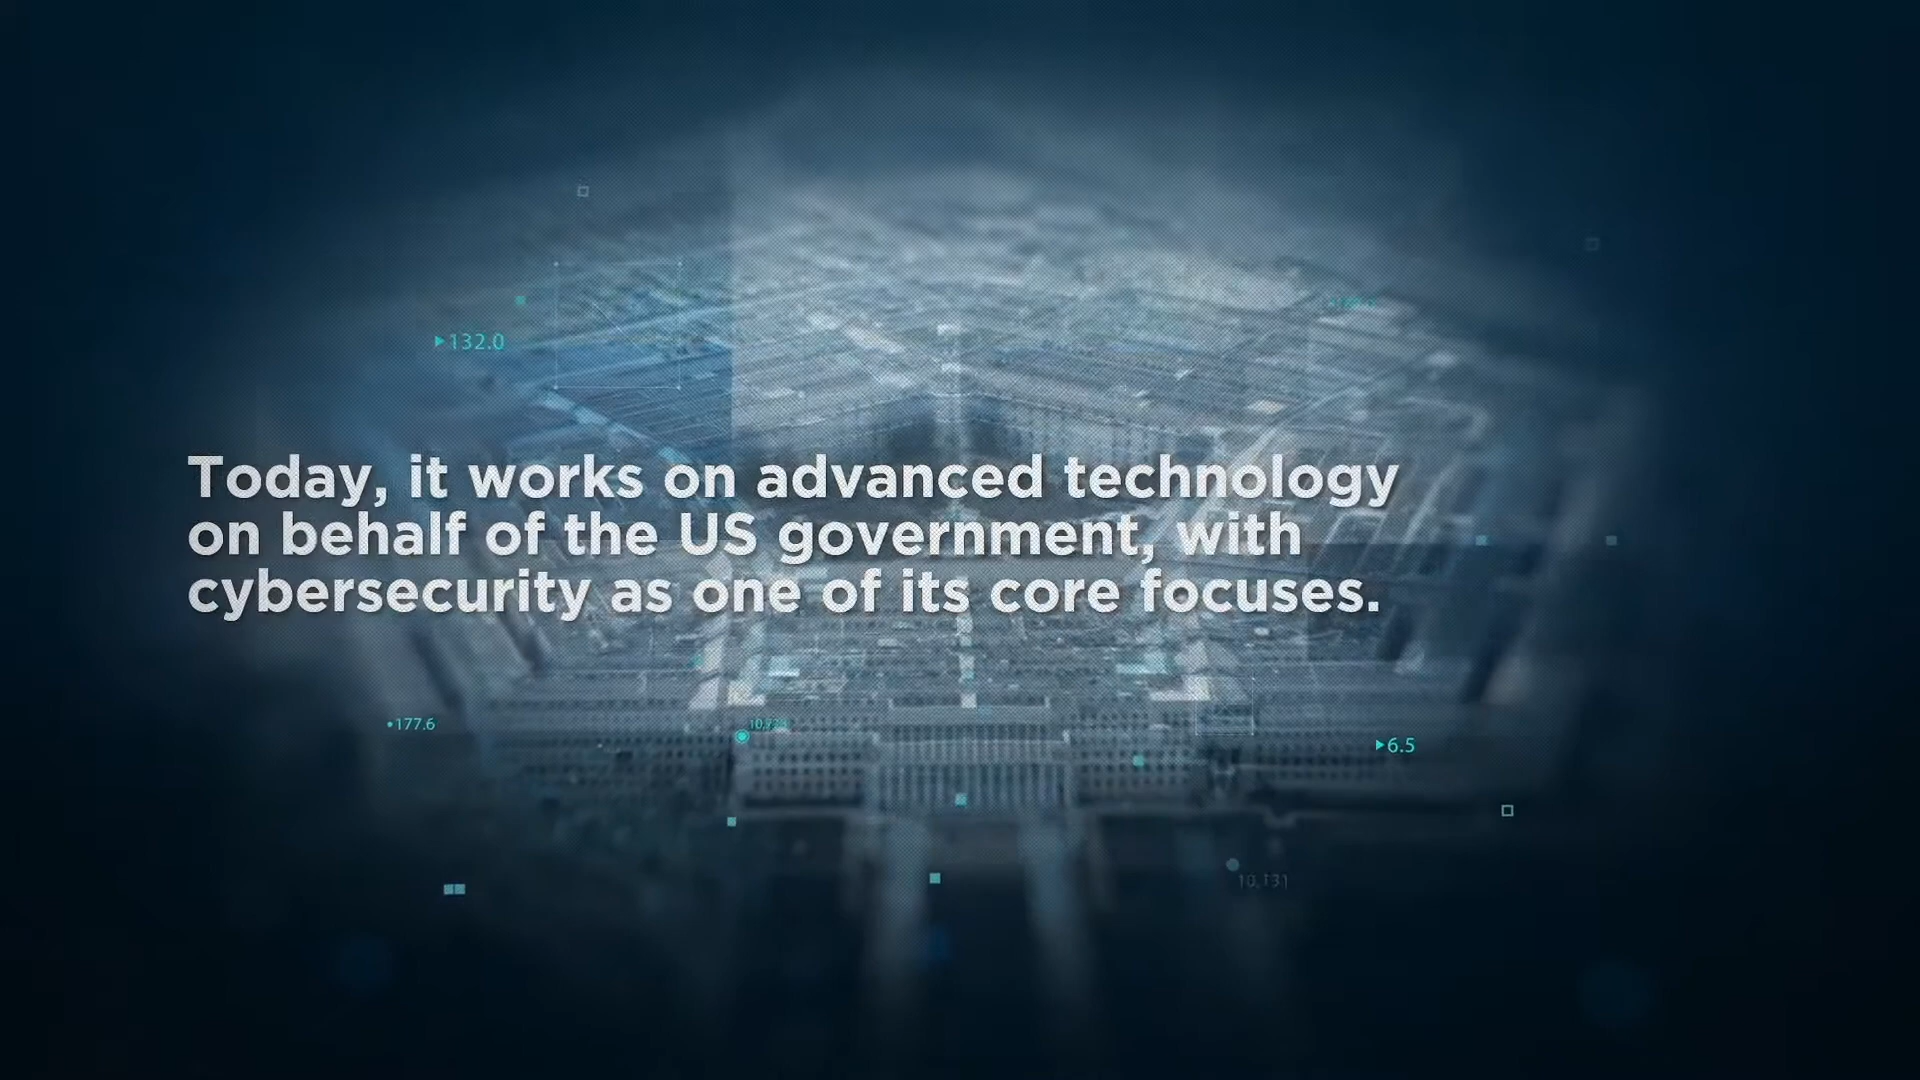 132.0
Today, it works on advanced technology
on behalf of the US government, with
cybersecurity as one of its core focuses.
177.6
6.5
10,131